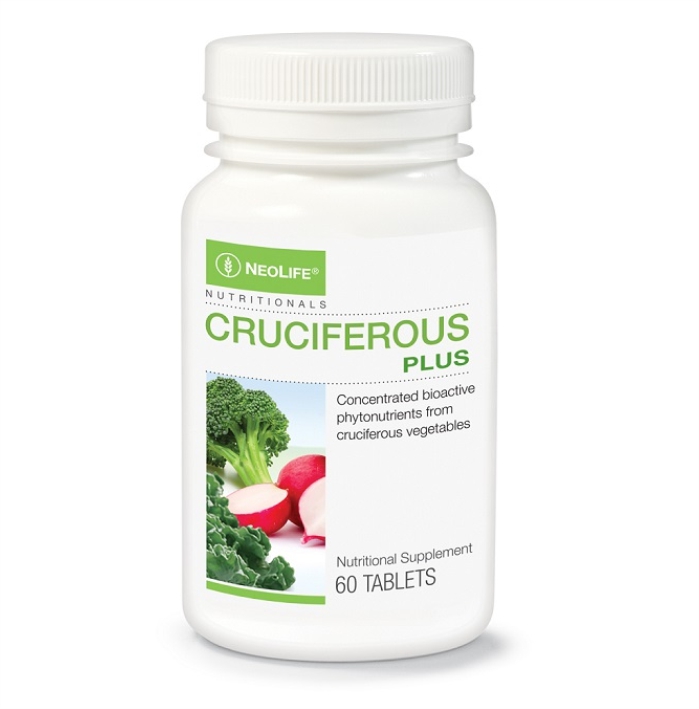 NEOLIFE®
NUTRITIONALS
CRUCIFEROUS
PLUS
Concentrated bioactive
phytonutrients from
cruciferous vegetables
Nutritional Supplement
60 TABLETS